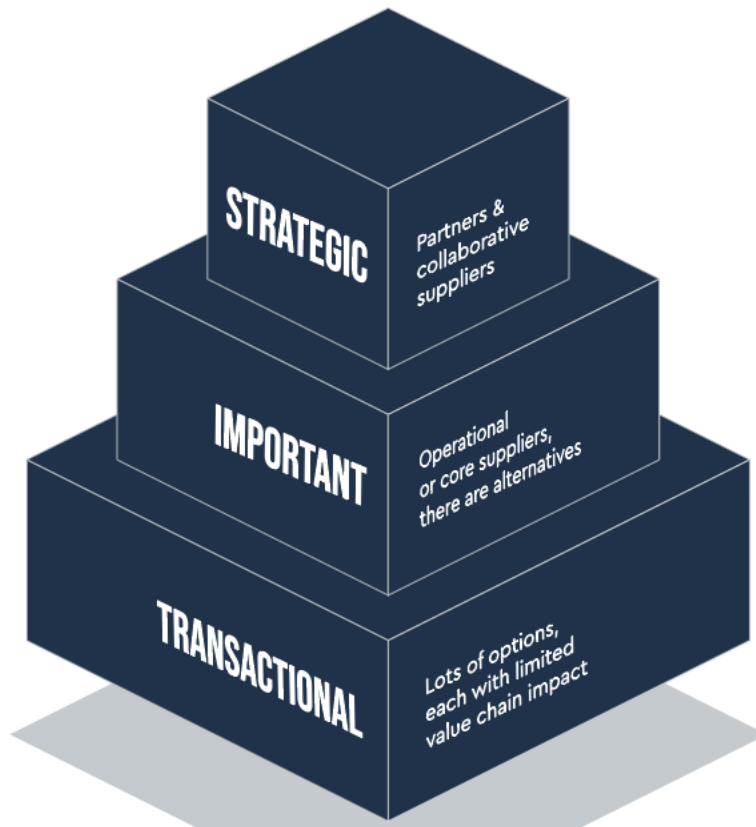 STRATEGIC
Partners &
collaborative
suppliers
IMPORTANT
Operational
or core suppliers,
there are alternatives
TRANSACTIONAL
Lots of options,
each with limited
value chain impact